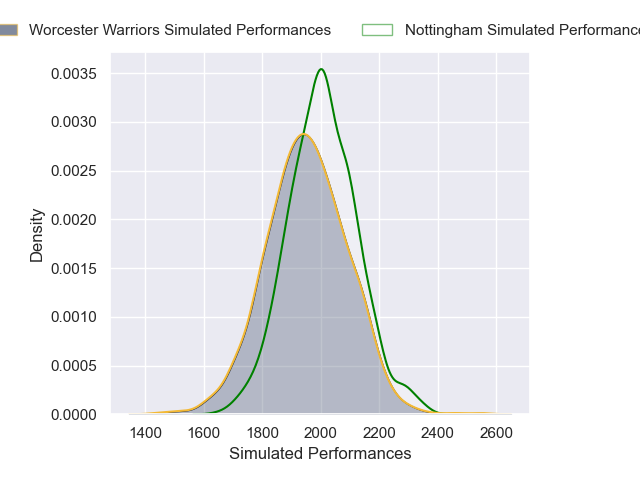 Worcester Warriors Simulated Performances
Nottingham Simulated Performance
0.0035
0.0030
0.0025
0.0020
0.0015
0.0010
0.0005
0.0000
Density
1400 1600 1800 2000 2200 2400 2600
Simulated Performances